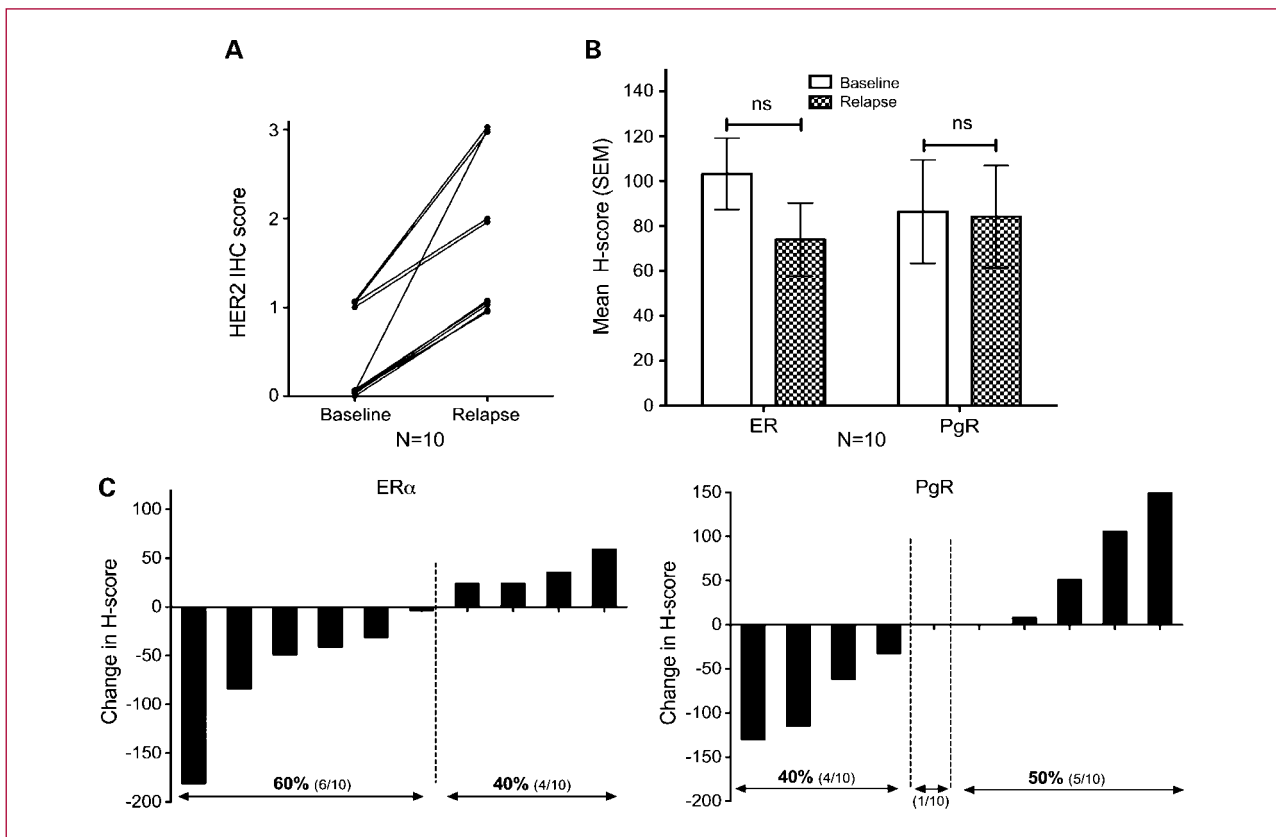 A
HER2 IHC score
3
2
1
0
Baseline
Relapse
N=10
B
Mean H-score (SEM)
140
120
100
80
60
40
20
0
Baseline
Relapse
ns
ns
ER
N=10
PgR
C
ERα
Change in H-score
100
50
0
-50
-100
-150
-200
60% (6/10)
40% (4/10)
PgR
Change in H-score
150
100
50
0
-50
-100
-150
-200
40% (4/10)
(1/10)
50% (5/10)